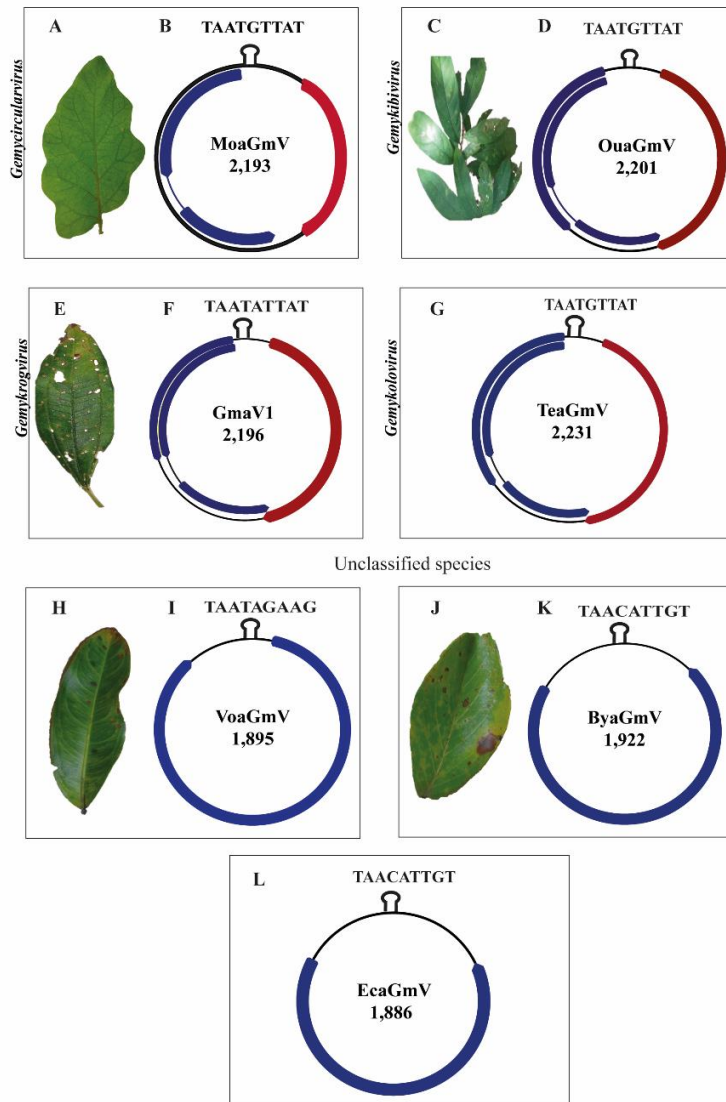 A
B
TAATGTTAT
Gemycircularvirus
MoaGmV
2,193
C
D
TAATGTTAT
Gemykibivirus
OuaGmV
2,201
E
F
TAATATTAT
Gemykrogvirus
GmaV1
2,196
G
TAATGTTAT
Gemykolovirus
TeaGmV
2,231
Unclassified species
H
I
TAATAGAAG
VoaGmV
1,895
J
K
TAACATTGT
ByaGmV
1,922
L
TAACATTGT
EcaGmV
1,886